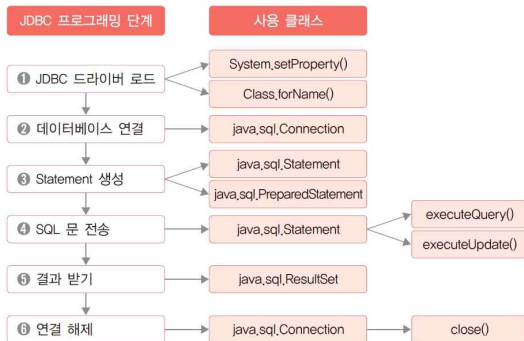 JDBC 프로그래밍 단계
사용 클래스
❶ JDBC 드라이버 로드
System.setProperty()
Class.forName()
❷ 데이터베이스 연결
java.sql.Connection
❸ Statement 생성
java.sql.Statement
java.sql.PreparedStatement
❹ SQL 문 전송
java.sql.Statement
executeQuery()
executeUpdate()
❺ 결과 받기
java.sql.ResultSet
❻ 연결 해제
java.sql.Connection
close()